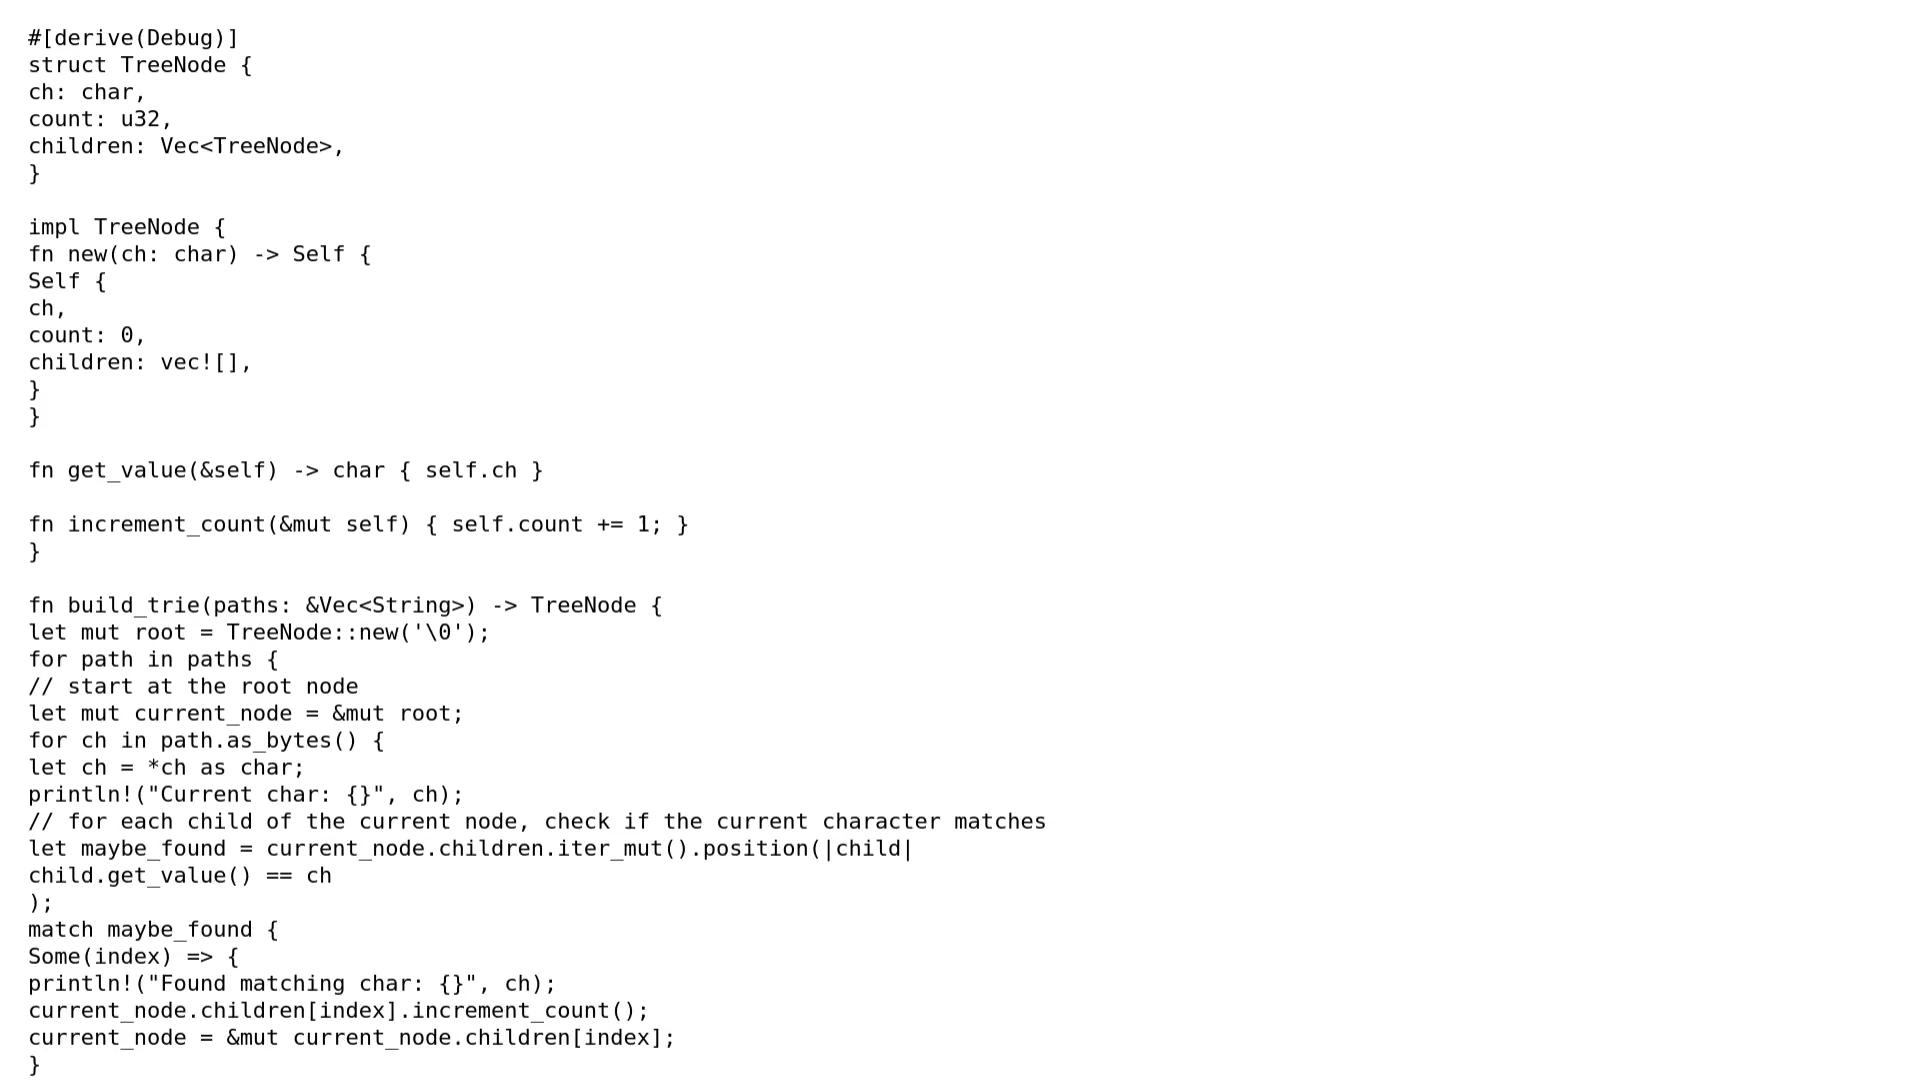 #[derive(Debug)]
struct TreeNode {
ch: char,
count: u32,
children: Vec<TreeNode>,
}

impl TreeNode {
fn new(ch: char) -> Self {
Self {
ch,
count: 0,
children: vec![],
}
}

fn get_value(&self) -> char { self.ch }

fn increment_count(&mut self) { self.count += 1; }
}

fn build_trie(paths: &Vec<String>) -> TreeNode {
let mut root = TreeNode::new('\0');
for path in paths {
// start at the root node
let mut current_node = &mut root;
for ch in path.as_bytes() {
let ch = *ch as char;
println!("Current char: {}", ch);
// for each child of the current node, check if the current character matches
let maybe_found = current_node.children.iter_mut().position(|child|
child.get_value() == ch
);
match maybe_found {
Some(index) => {
println!("Found matching char: {}", ch);
current_node.children[index].increment_count();
current_node = &mut current_node.children[index];
}